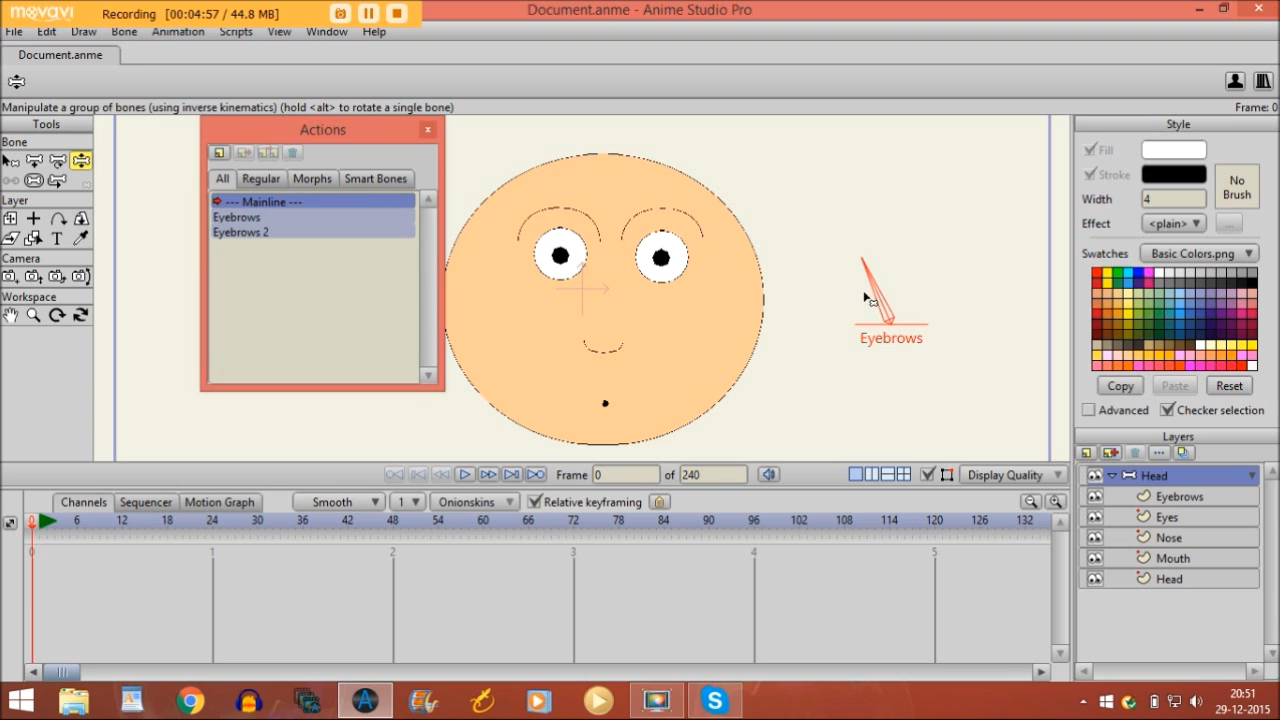 movavi Recording [00:04:57 / 44.8 MB]
Document.anme - Anime Studio Pro
File Edit Draw Bone Animation Scripts View Window Help
Document.anme
Manipulate a group of bones (using inverse kinematics) (hold <alt> to rotate a single bone)
Frame: 0
Tools
Bone
Layer
Camera
Workspace
Actions
All Regular Morphs Smart Bones
--- Mainline ---
Eyebrows
Eyebrows 2
Eyebrows
Style
Fill
Stroke
Width 4
No Brush
Effect <plain> ...
Swatches Basic Colors.png
Copy Paste Reset
Advanced Checker selection
Layers
Head
Eyebrows
Eyes
Nose
Mouth
Head
Frame 0 of 240 Display Quality
Channels Sequencer Motion Graph Smooth 1 Onionskins Relative keyframing
0 6 12 18 24 30 36 42 48 54 60 66 72 78 84 90 96 102 108 114 120 126 132
0 1 2 3 4 5
20:51
29-12-2015